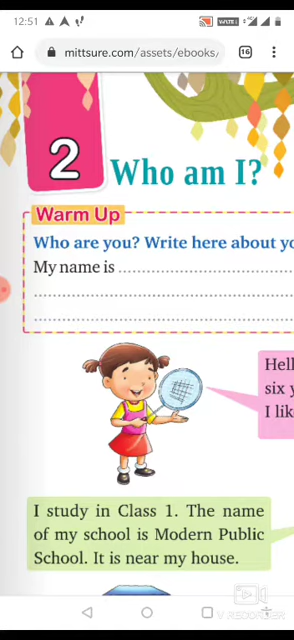 12:51
mittsure.com/assets/ebooks/
16
2
Who am I?
Warm Up
Who are you? Write here about yo
My name is
Hell
six y
I lik
I study in Class 1. The name
of my school is Modern Public
School. It is near my house.
V RECORDER